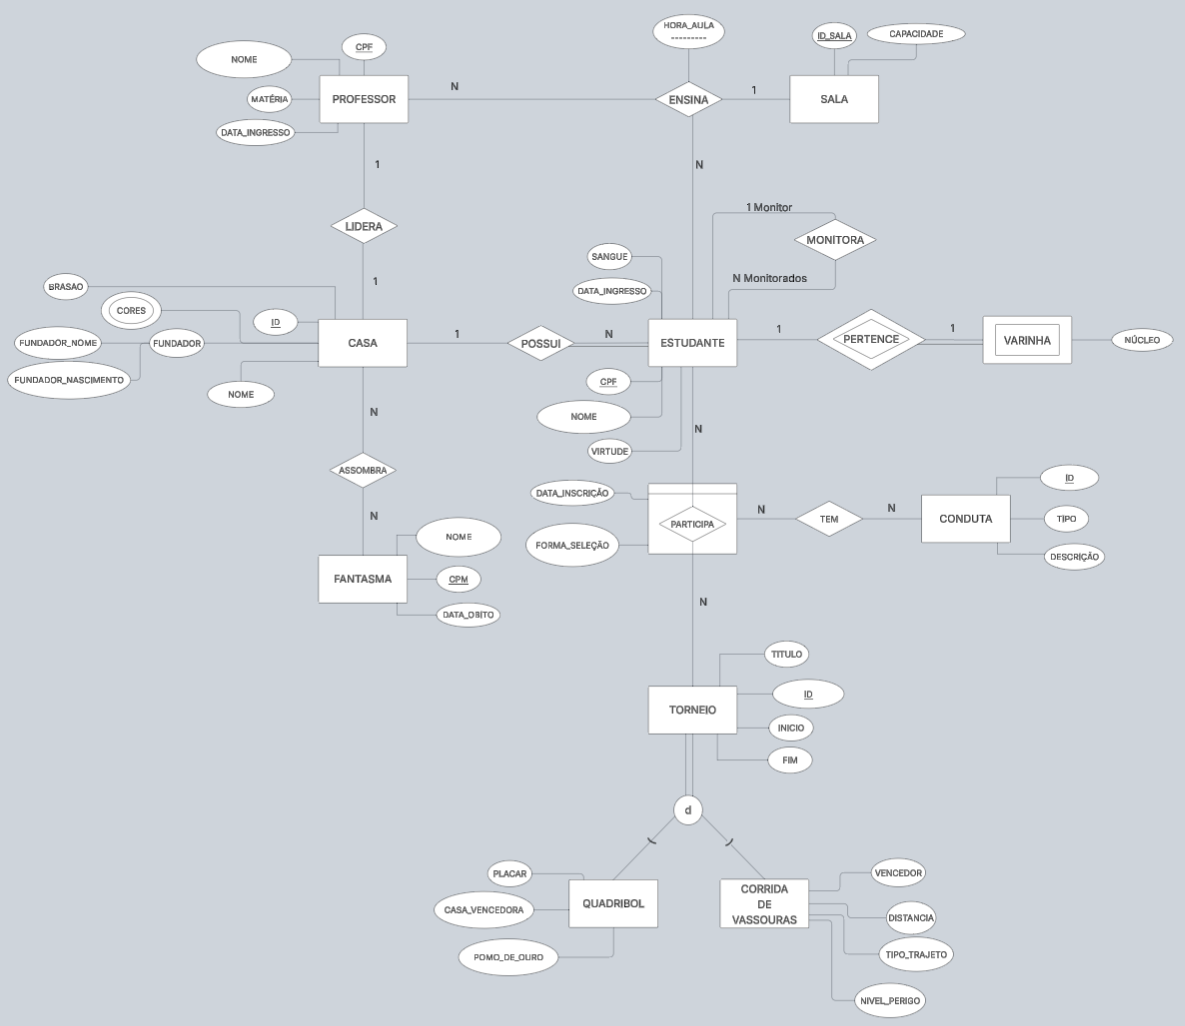 HORA_AULA
---------
CPF
ID_SALA
CAPACIDADE
NOME
N
1
MATÉRIA
PROFESSOR
ENSINA
SALA
DATA_INGRESSO
1
N
1 Monitor
LIDERA
MONITORA
SANGUE
N Monitorados
1
BRASAO
DATA_INGRESSO
CORES
ID
1
N
1
1
FUNDADOR_NOME
FUNDADOR
CASA
POSSUI
ESTUDANTE
PERTENCE
VARINHA
NÚCLEO
FUNDADOR_NASCIMENTO
CPF
NOME
N
NOME
N
VIRTUDE
ASSOMBRA
ID
DATA_INSCRIÇÃO
N
N
N
PARTICIPA
TEM
CONDUTA
TIPO
NOME
FORMA_SELEÇÃO
DESCRIÇÃO
FANTASMA
CPM
N
DATA_OBITO
TITULO
ID
TORNEIO
INICIO
FIM
d
PLACAR
VENCEDOR
CORRIDA
DE
VASSOURAS
QUADRIBOL
CASA_VENCEDORA
DISTANCIA
POMO_DE_OURO
TIPO_TRAJETO
NIVEL_PERIGO